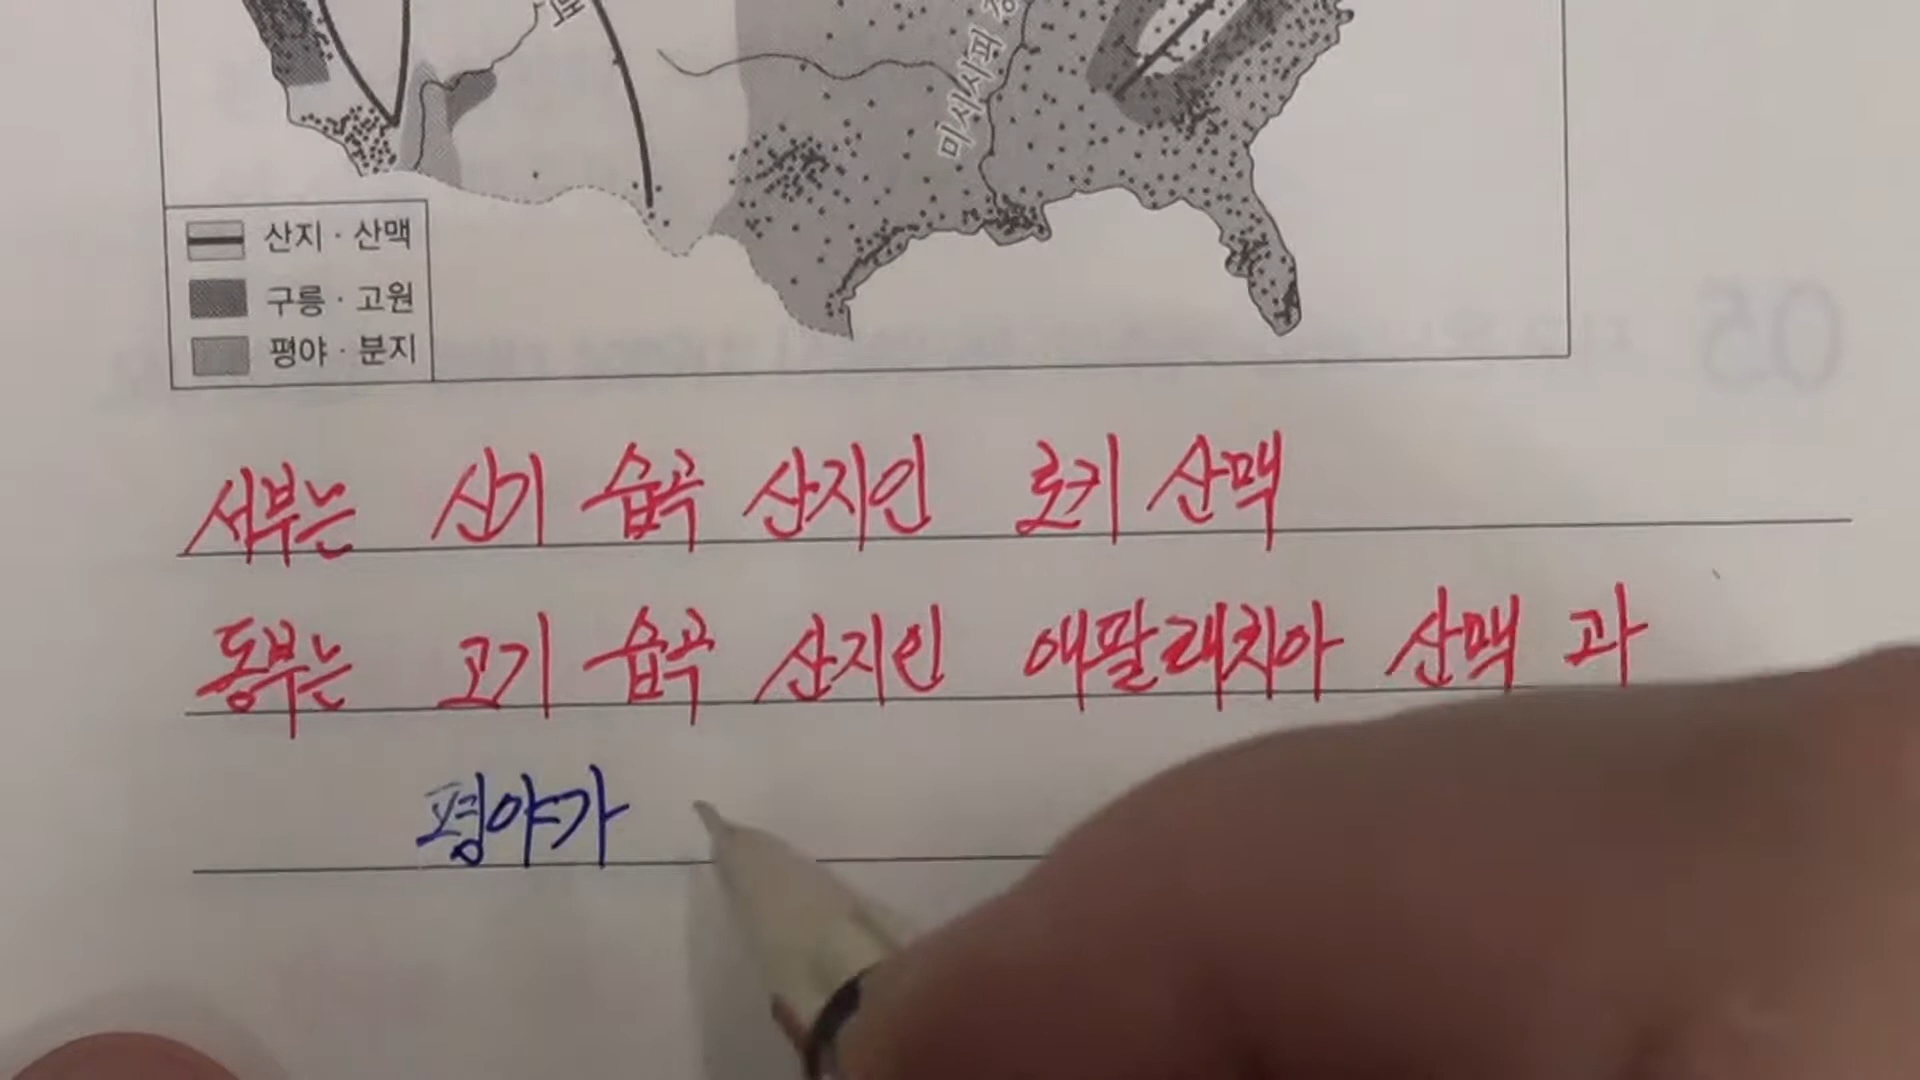 미시시피 강
산지 · 산맥
구릉 · 고원
평야 · 분지
서부는 신기 습곡 산지인 로키 산맥
동부는 고기 습곡 산지인 애팔래치아 산맥 과
평야가